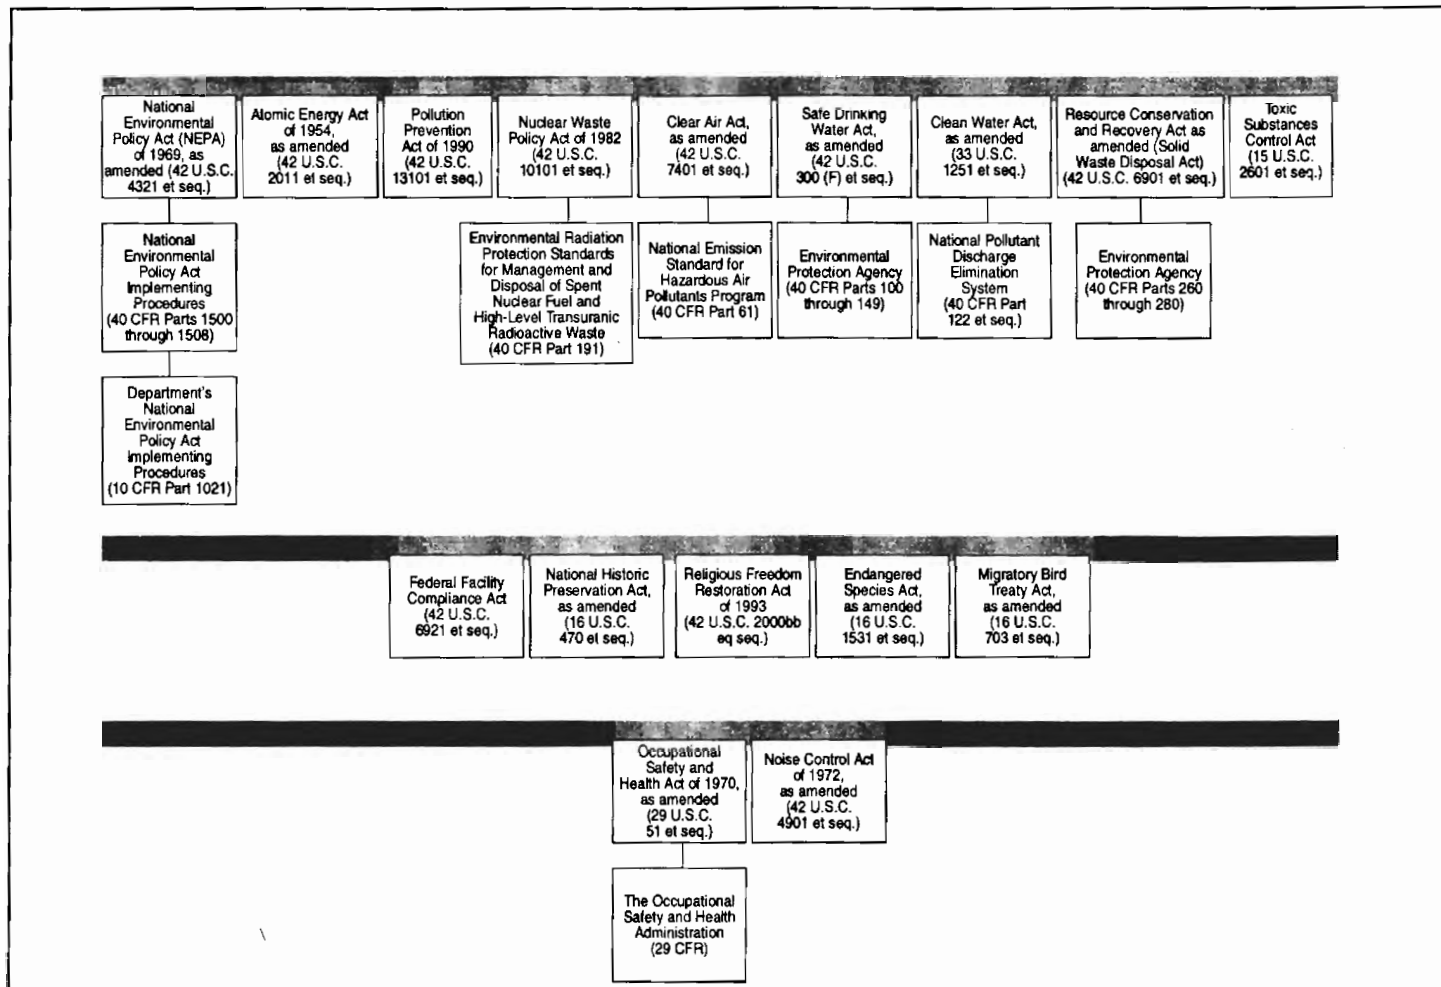 National
Environmental
Policy Act (NEPA)
of 1969, as
amended (42 U.S.C.
4321 et seq.)
Atomic Energy Act
of 1954,
as amended
(42 U.S.C.
2011 et seq.)
Pollution
Prevention
Act of 1990
(42 U.S.C.
13101 et seq.)
Nuclear Waste
Policy Act of 1982
(42 U.S.C.
10101 et seq.)
Clear Air Act,
as amended
(42 U.S.C.
7401 et seq.)
Safe Drinking
Water Act,
as amended
(42 U.S.C.
300 (F) et seq.)
Clean Water Act,
as amended
(33 U.S.C.
1251 et seq.)
Resource Conservation
and Recovery Act as
amended (Solid
Waste Disposal Act)
(42 U.S.C. 6901 et seq.)
Toxic
Substances
Control Act
(15 U.S.C.
2601 et seq.)
National
Environmental
Policy Act
Implementing
Procedures
(40 CFR Parts 1500
through 1508)
Environmental Radiation
Protection Standards
for Management and
Disposal of Spent
Nuclear Fuel and
High-Level Transuranic
Radioactive Waste
(40 CFR Part 191)
National Emission
Standard for
Hazardous Air
Pollutants Program
(40 CFR Part 61)
Environmental
Protection Agency
(40 CFR Parts 100
through 149)
National Pollutant
Discharge
Elimination
System
(40 CFR Part
122 et seq.)
Environmental
Protection Agency
(40 CFR Parts 260
through 280)
Department's
National
Environmental
Policy Act
Implementing
Procedures
(10 CFR Part 1021)
Federal Facility
Compliance Act
(42 U.S.C.
6921 et seq.)
National Historic
Preservation Act,
as amended
(16 U.S.C.
470 et seq.)
Religious Freedom
Restoration Act
of 1993
(42 U.S.C. 2000bb
eq seq.)
Endangered
Species Act,
as amended
(16 U.S.C.
1531 et seq.)
Migratory Bird
Treaty Act,
as amended
(16 U.S.C.
703 et seq.)
Occupational
Safety and
Health Act of 1970,
as amended
(29 U.S.C.
51 et seq.)
Noise Control Act
of 1972,
as amended
(42 U.S.C.
4901 et seq.)
The Occupational
Safety and Health
Administration
(29 CFR)